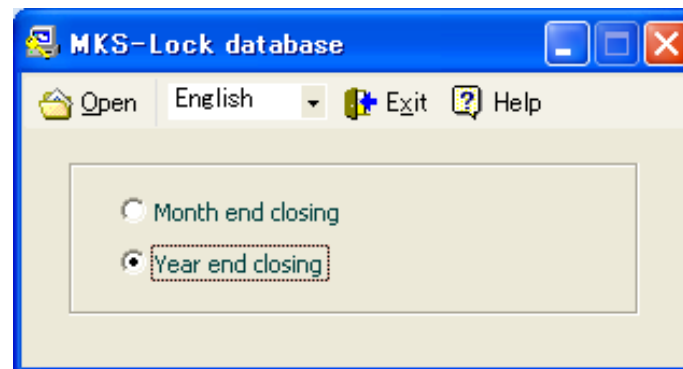 MKS-Lock database
Open English Exit Help
Month end closing
Year end closing